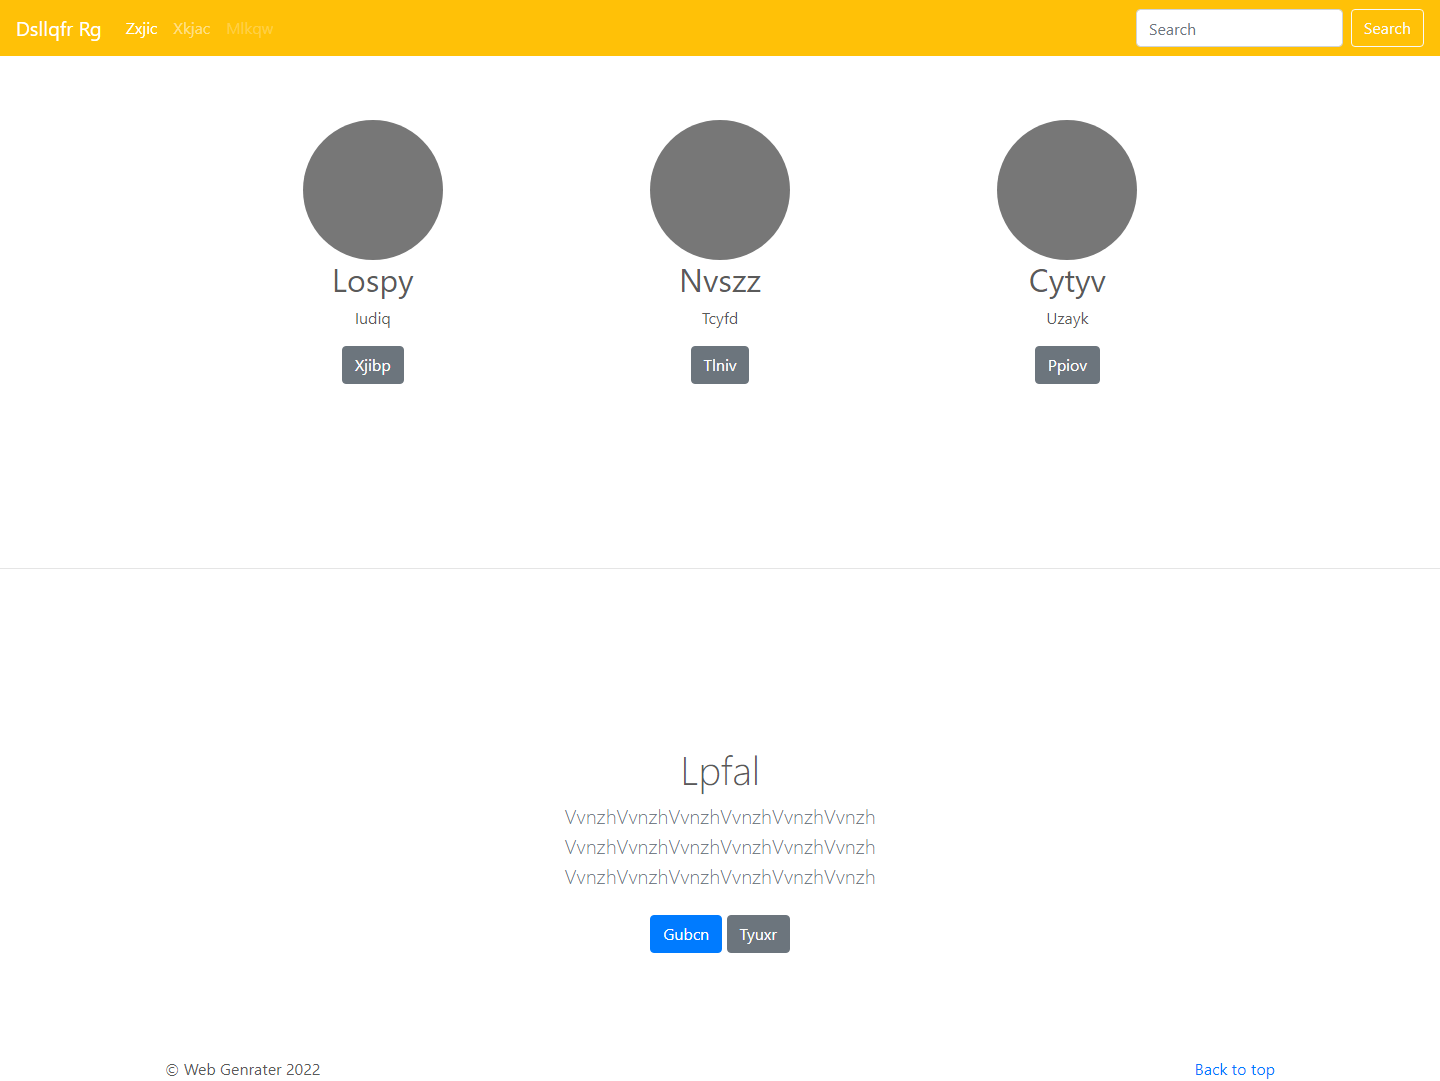 Dsllqfr Rg Zxjic Xkjac Mlkqw Search Search
Lospy Nvszz Cytyv
Iudiq Tcyfd Uzayk
Xjibp Tlniv Ppiov
Lpfal
VvnzhVvnzhVvnzhVvnzhVvnzhVvnzh
VvnzhVvnzhVvnzhVvnzhVvnzhVvnzh
VvnzhVvnzhVvnzhVvnzhVvnzhVvnzh
Gubcn Tyuxr
© Web Genrater 2022 Back to top